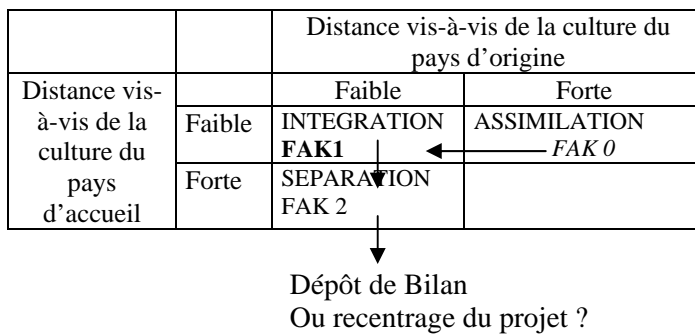 Distance vis-à-vis de la culture du
pays d’origine
Distance vis-
à-vis de la
culture du
pays
d’accueil
Faible
Forte
Faible
INTEGRATION
FAK1
ASSIMILATION
FAK 0
Forte
SEPARATION
FAK 2
Dépôt de Bilan
Ou recentrage du projet ?